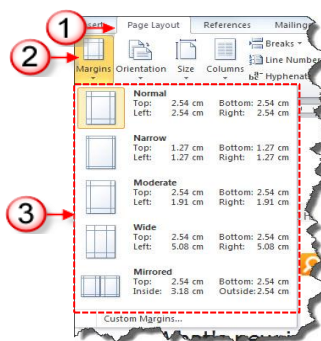 1
Insert Page Layout References Mailing
2
Margins Orientation Size Columns
Breaks
Line Number
Hyphenat
3
Normal
Top: 2.54 cm Bottom: 2.54 cm
Left: 2.54 cm Right: 2.54 cm
Narrow
Top: 1.27 cm Bottom: 1.27 cm
Left: 1.27 cm Right: 1.27 cm
Moderate
Top: 2.54 cm Bottom: 2.54 cm
Left: 1.91 cm Right: 1.91 cm
Wide
Top: 2.54 cm Bottom: 2.54 cm
Left: 5.08 cm Right: 5.08 cm
Mirrored
Top: 2.54 cm Bottom: 2.54 cm
Inside: 3.18 cm Outside: 2.54 cm
Custom Margins...